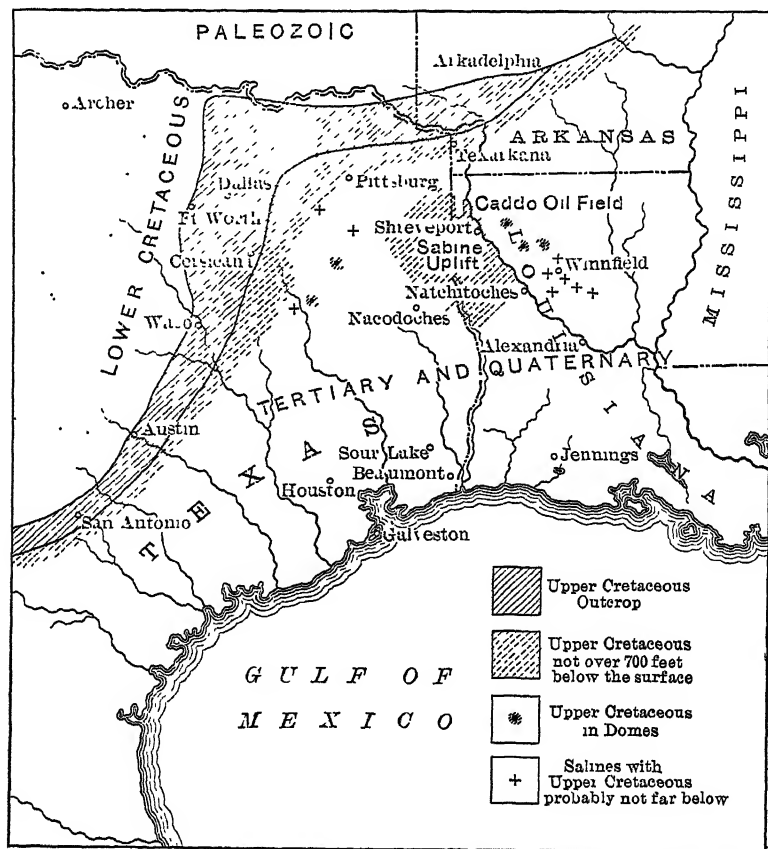 PALEOZOIC
Arkadelphia
Archer
LOWER CRETACEOUS
ARKANSAS
MISSISSIPPI
Texarkana
Dallas
Pittsburg
Ft Worth
Caddo Oil Field
Shreveport
Sabine
Uplift
LOUISIANA
Winnfield
Natchitoches
Nacodoches
Waco
Alexandria
TERTIARY AND QUATERNARY
Austin
TEXAS
Sour Lake
Beaumont
Jennings
Houston
San Antonio
Galveston
GULF OF
MEXICO
Upper Cretaceous
Outcrop
Upper Cretaceous
not over 700 feet
below the surface
Upper Cretaceous
in Domes
Salines with
Upper Cretaceous
probably not far below